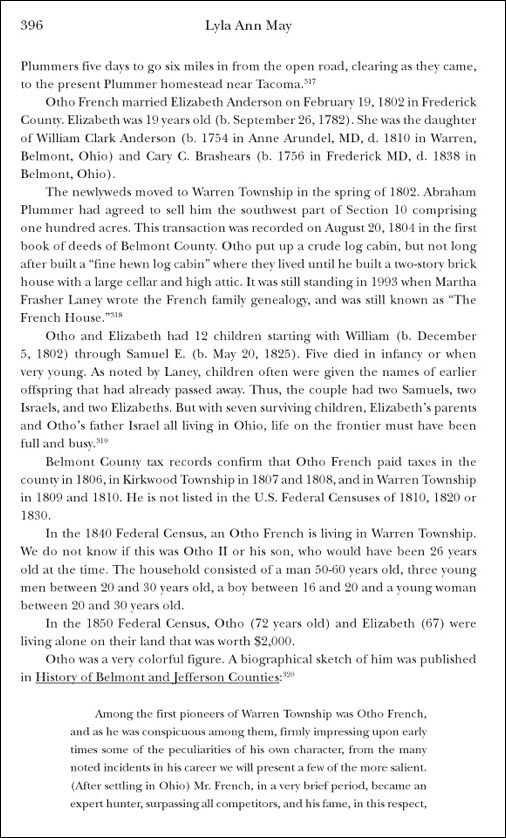 396 Lyla Ann May
Plummers five days to go six miles in from the open road, clearing as they came,
to the present Plummer homestead near Tacoma.³¹⁷
Otho French married Elizabeth Anderson on February 19, 1802 in Frederick
County. Elizabeth was 19 years old (b. September 26, 1782). She was the daughter
of William Clark Anderson (b. 1754 in Anne Arundel, MD, d. 1810 in Warren,
Belmont, Ohio) and Cary C. Brashears (b. 1756 in Frederick MD, d. 1838 in
Belmont, Ohio).
The newlyweds moved to Warren Township in the spring of 1802. Abraham
Plummer had agreed to sell him the southwest part of Section 10 comprising
one hundred acres. This transaction was recorded on August 20, 1804 in the first
book of deeds of Belmont County. Otho put up a crude log cabin, but not long
after built a “fine hewn log cabin” where they lived until he built a two-story brick
house with a large cellar and high attic. It was still standing in 1993 when Martha
Frasher Laney wrote the French family genealogy, and was still known as “The
French House.”³¹⁸
Otho and Elizabeth had 12 children starting with William (b. December
5, 1802) through Samuel E. (b. May 20, 1825). Five died in infancy or when
very young. As noted by Laney, children often were given the names of earlier
offspring that had already passed away. Thus, the couple had two Samuels, two
Israels, and two Elizabeths. But with seven surviving children, Elizabeth’s parents
and Otho’s father Israel all living in Ohio, life on the frontier must have been
full and busy.³¹⁹
Belmont County tax records confirm that Otho French paid taxes in the
county in 1806, in Kirkwood Township in 1807 and 1808, and in Warren Township
in 1809 and 1810. He is not listed in the U.S. Federal Censuses of 1810, 1820 or
1830.
In the 1840 Federal Census, an Otho French is living in Warren Township.
We do not know if this was Otho II or his son, who would have been 26 years
old at the time. The household consisted of a man 50-60 years old, three young
men between 20 and 30 years old, a boy between 16 and 20 and a young woman
between 20 and 30 years old.
In the 1850 Federal Census, Otho (72 years old) and Elizabeth (67) were
living alone on their land that was worth $2,000.
Otho was a very colorful figure. A biographical sketch of him was published
in History of Belmont and Jefferson Counties:³²⁰
Among the first pioneers of Warren Township was Otho French,
and as he was conspicuous among them, firmly impressing upon early
times some of the peculiarities of his own character, from the many
noted incidents in his career we will present a few of the more salient.
(After settling in Ohio) Mr. French, in a very brief period, became an
expert hunter, surpassing all competitors, and his fame, in this respect,